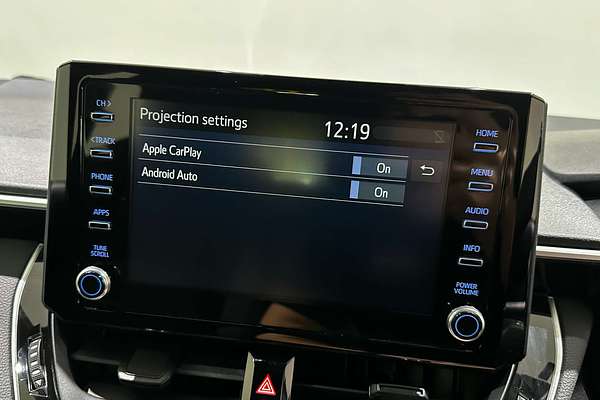 CH >
< TRACK
PHONE
APPS
TUNE
SCROLL
Projection settings
12:19
Apple CarPlay
On
Android Auto
On
HOME
MENU
AUDIO
INFO
POWER
VOLUME